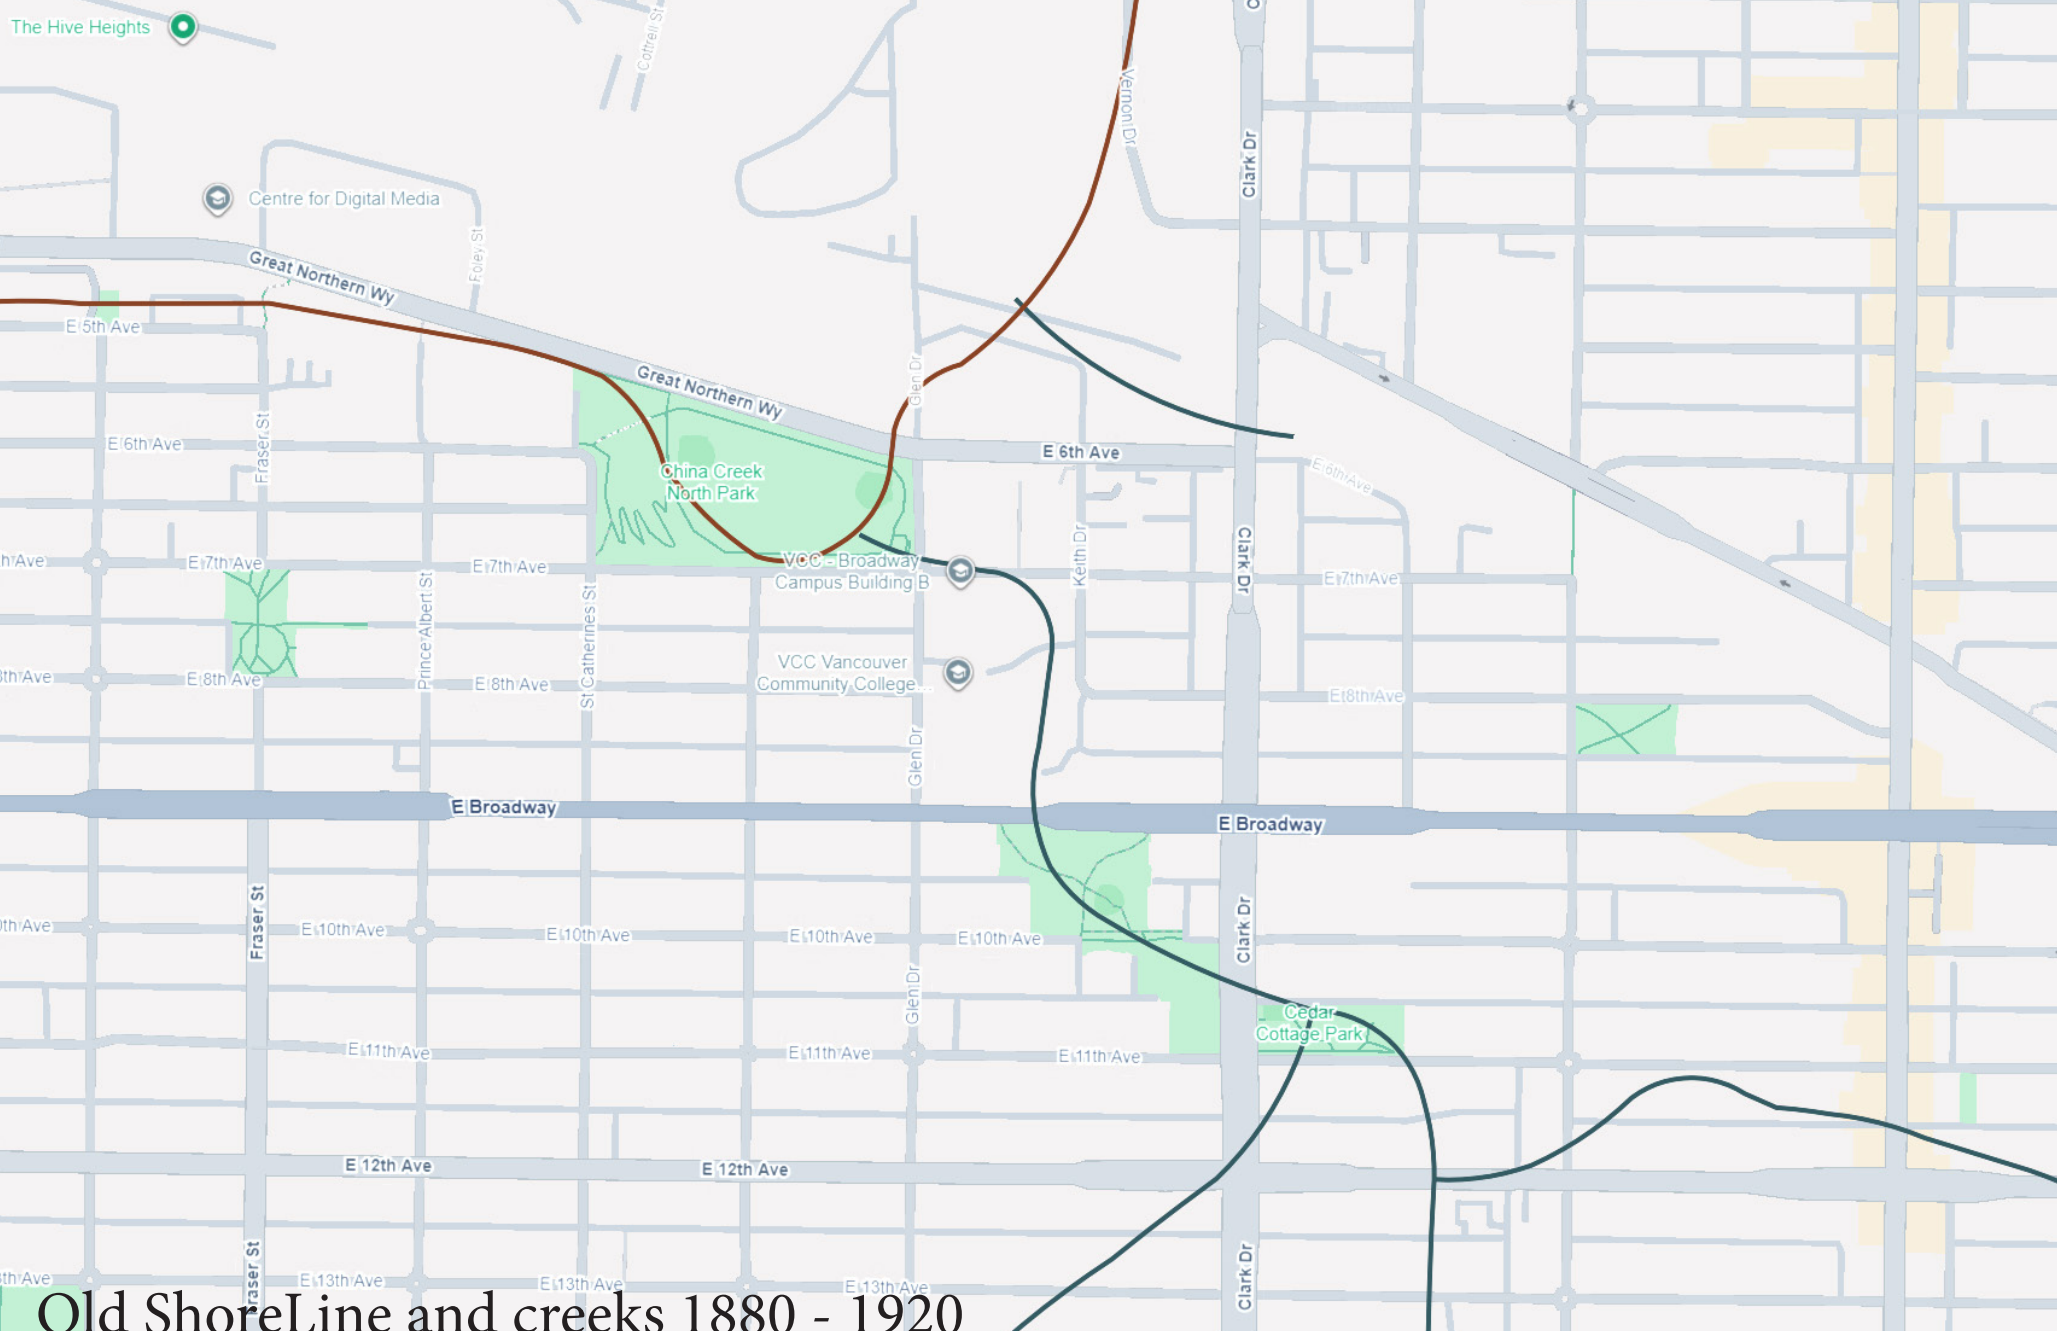 The Hive Heights
Cottrell St
Vernon Dr
Clark Dr
Centre for Digital Media
Foley St
Great Northern Wy
E 5th Ave
Great Northern Wy
Glen Dr
Fraser St
E 6th Ave
E 6th Ave
E 6th Ave
China Creek
North Park
Keith Dr
Clark Dr
h Ave
E 7th Ave
E 7th Ave
VCC - Broadway
Campus Building B
E 7th Ave
Prince Albert St
St Catherines St
VCC Vancouver
Community College...
8th Ave
E 8th Ave
E 8th Ave
E 8th Ave
Glen Dr
E Broadway
E Broadway
Fraser St
Clark Dr
0th Ave
E 10th Ave
E 10th Ave
E 10th Ave
E 10th Ave
Glen Dr
Cedar
Cottage Park
E 11th Ave
E 11th Ave
E 11th Ave
E 12th Ave
E 12th Ave
Fraser St
Clark Dr
8th Ave
E 13th Ave
E 13th Ave
E 13th Ave
Old ShoreLine and creeks 1880 - 1920